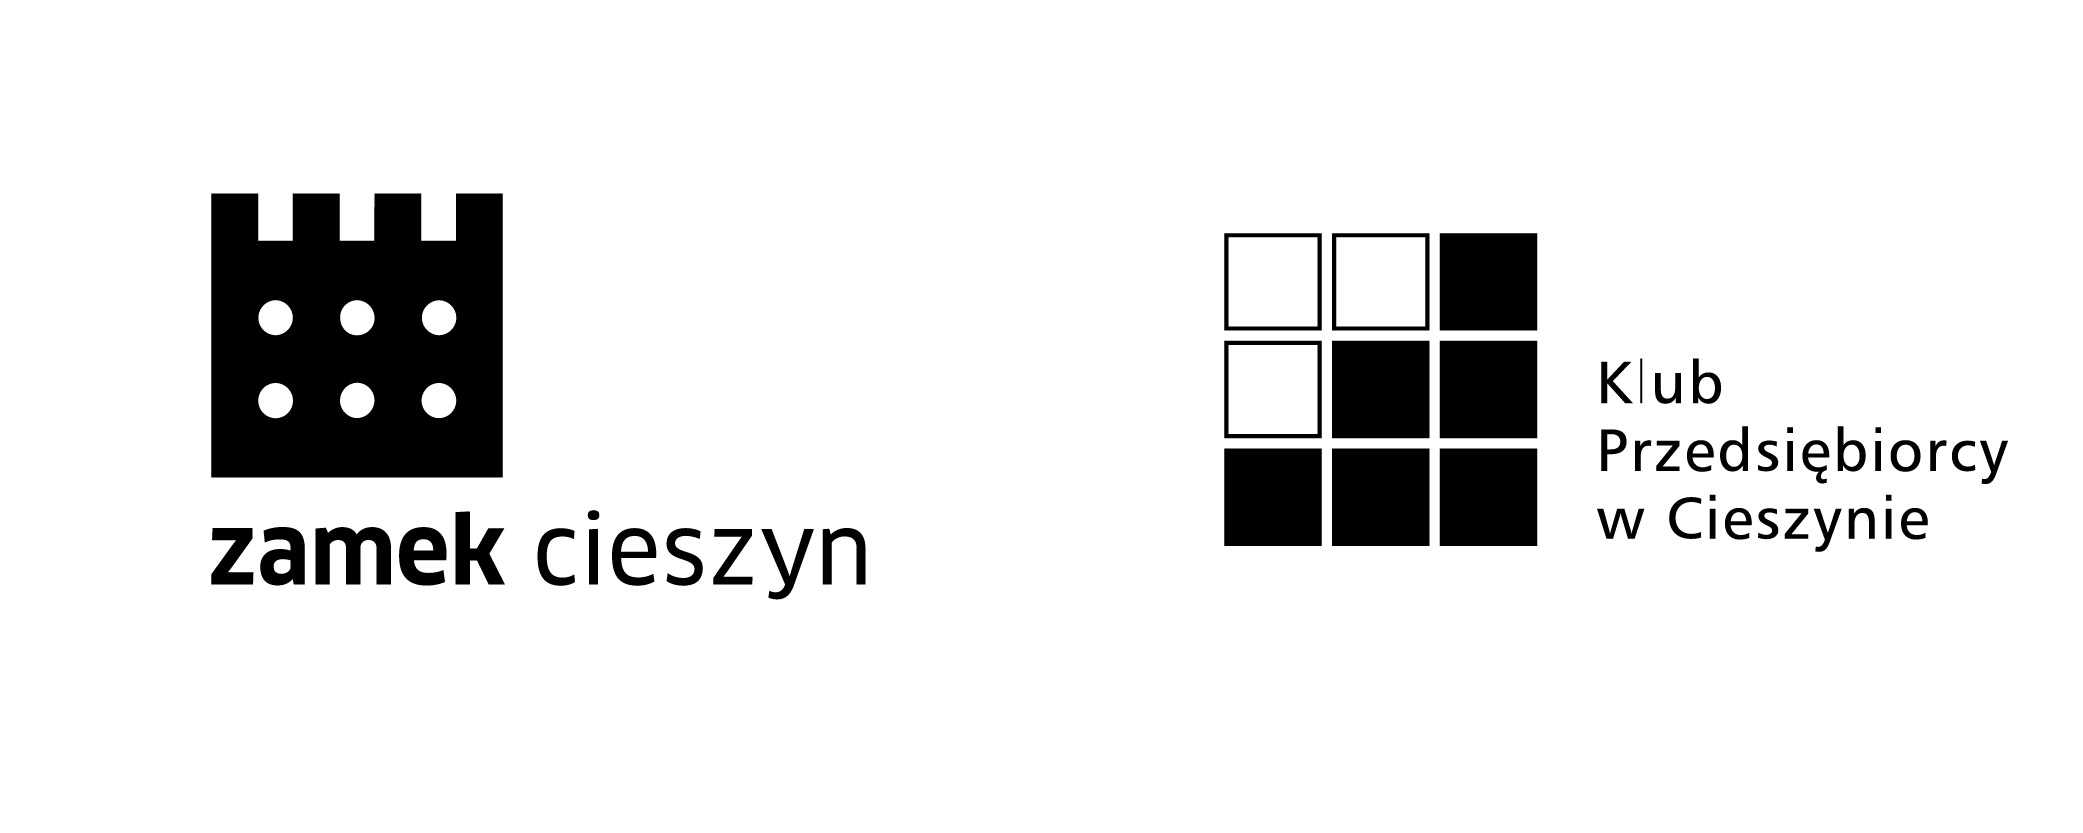 zamek cieszyn
Klub
Przedsiębiorcy
w Cieszynie